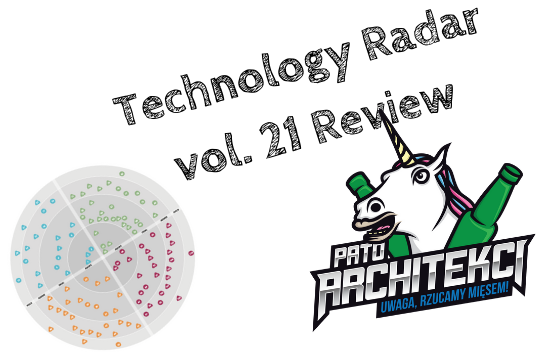 Technology Radar
vol. 21 Review
PATO
ARCHITEKCI
UWAGA, RZUCAMY MIĘSEM!